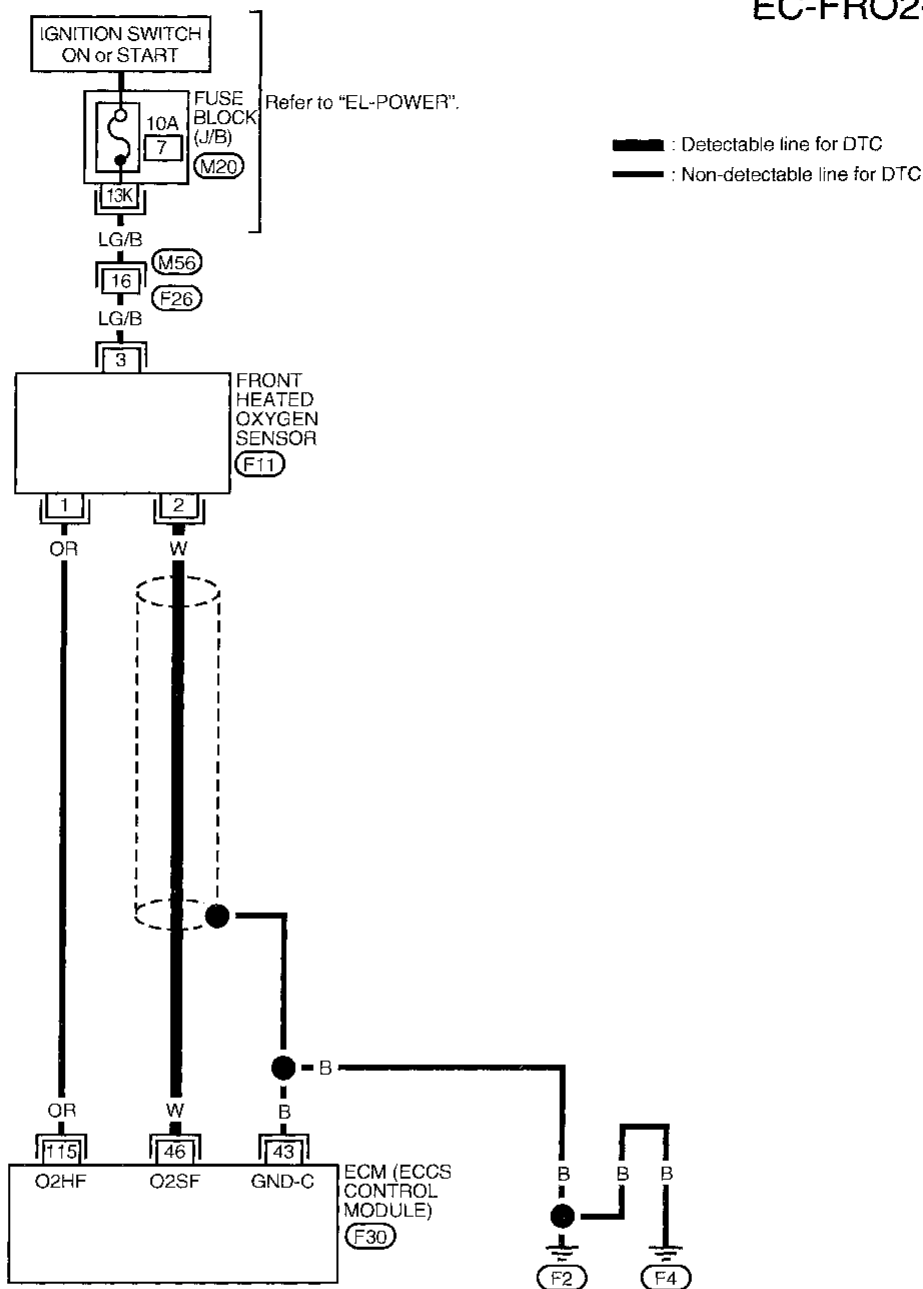 EC-FRO2-
IGNITION SWITCH
ON or START
FUSE
BLOCK
(J/B)
10A
7
M20
Refer to "EL-POWER".
: Detectable line for DTC
: Non-detectable line for DTC
13K
LG/B
M56
16
F26
LG/B
3
FRONT
HEATED
OXYGEN
SENSOR
F11
1
2
OR
W
B
OR
W
B
B
B
B
115
46
43
O2HF
O2SF
GND-C
ECM (ECCS
CONTROL
MODULE)
F30
F2
F4